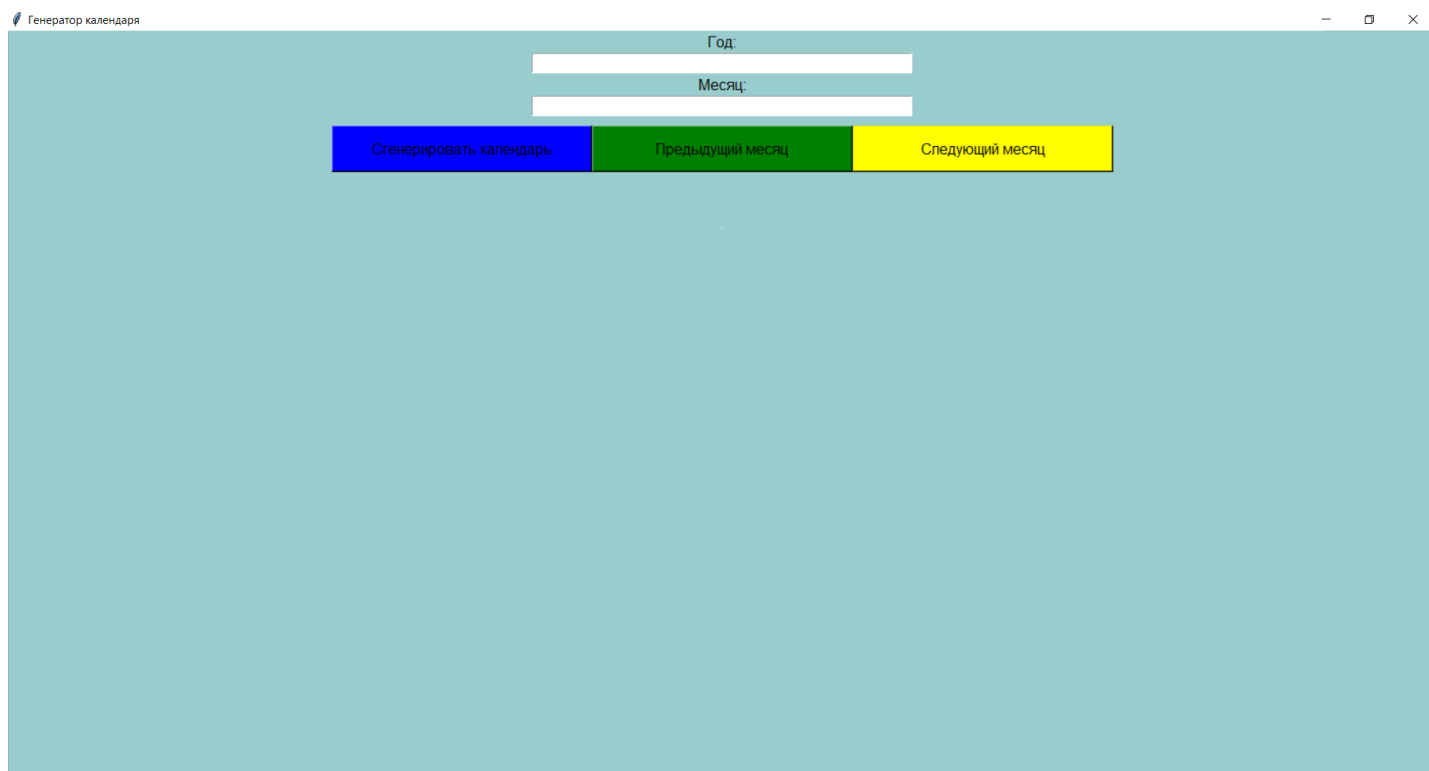 Генератор календаря
Год:
Месяц:
Сгенерировать календарь Предыдущий месяц Следующий месяц